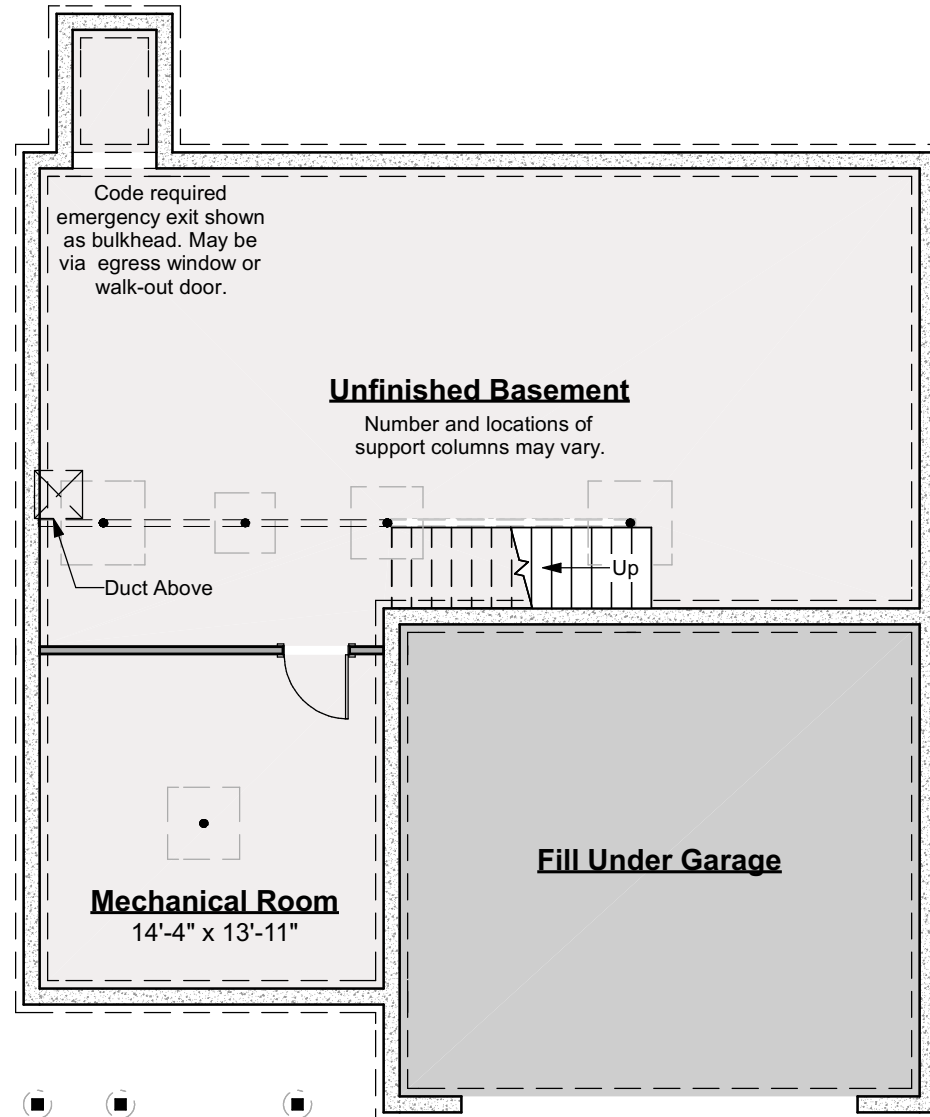 Code required
emergency exit shown
as bulkhead. May be
via egress window or
walk-out door.
Unfinished Basement
Number and locations of
support columns may vary.
Up
Duct Above
Fill Under Garage
Mechanical Room
14'-4" x 13'-11"